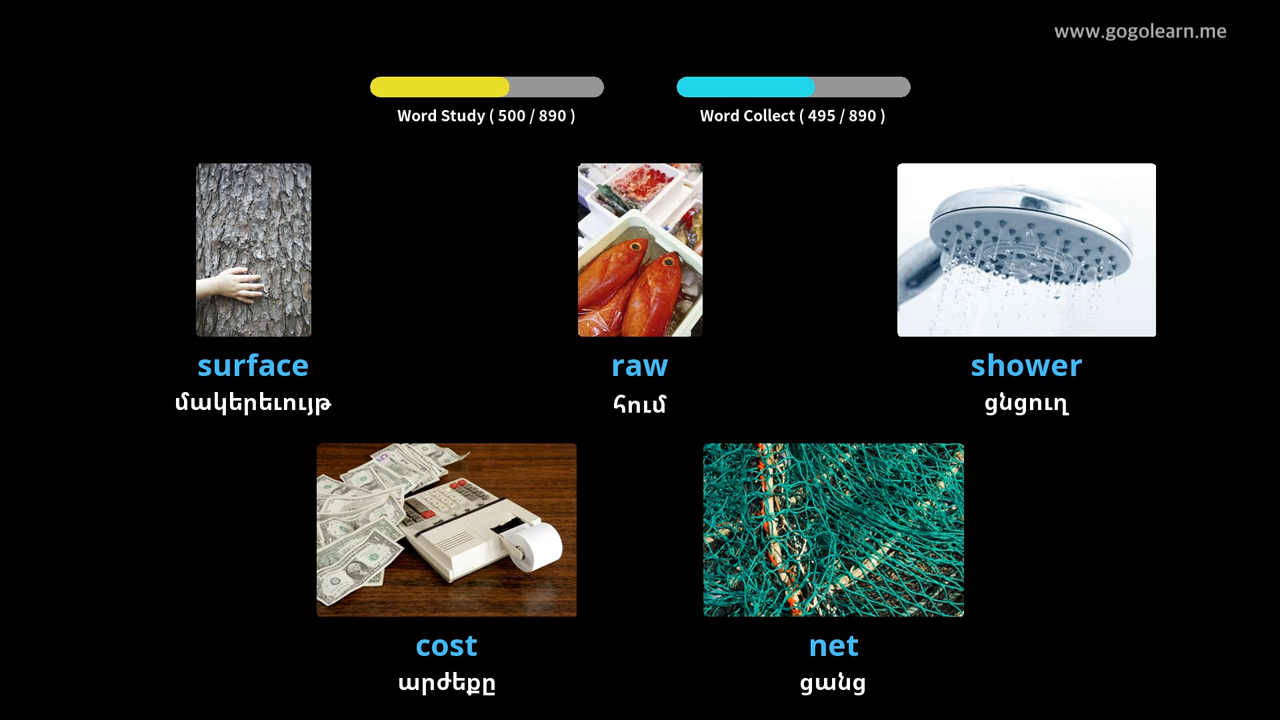 www.gogolearn.me
Word Study ( 500 / 890 )
Word Collect ( 495 / 890 )
surface
մակերեւույթ
raw
հում
shower
ցնցուղ
cost
արժեքը
net
ցանց